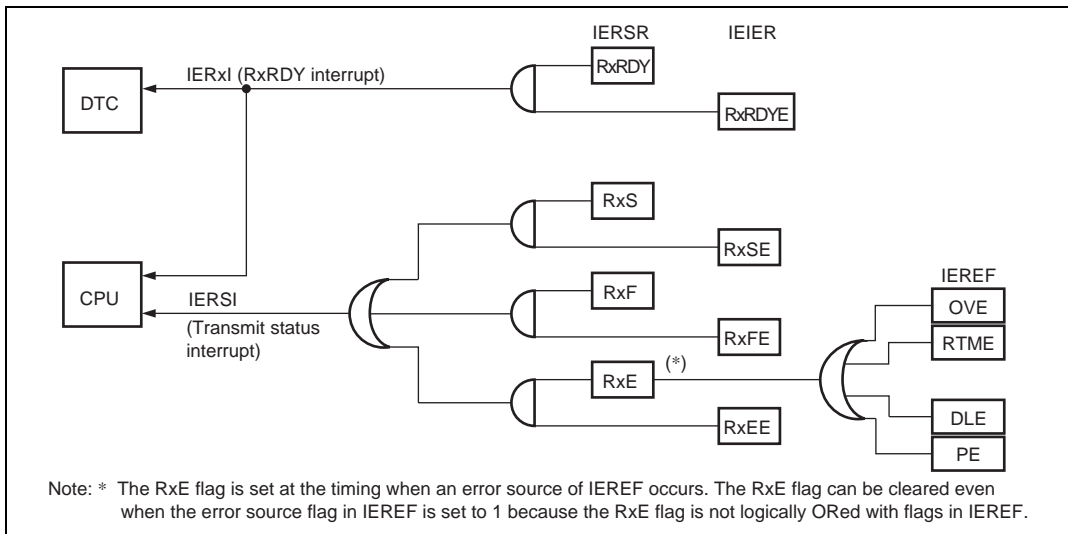 IERSR IEIER
RxRDY
IERxI (RxRDY interrupt)
DTC
RxRDYE
RxS
RxSE
IEREF
CPU
IERSI
(Transmit status
interrupt)
RxF
OVE
RxFE
RTME
(*)
RxE
DLE
RxEE
PE
Note: * The RxE flag is set at the timing when an error source of IEREF occurs. The RxE flag can be cleared even
when the error source flag in IEREF is set to 1 because the RxE flag is not logically ORed with flags in IEREF.